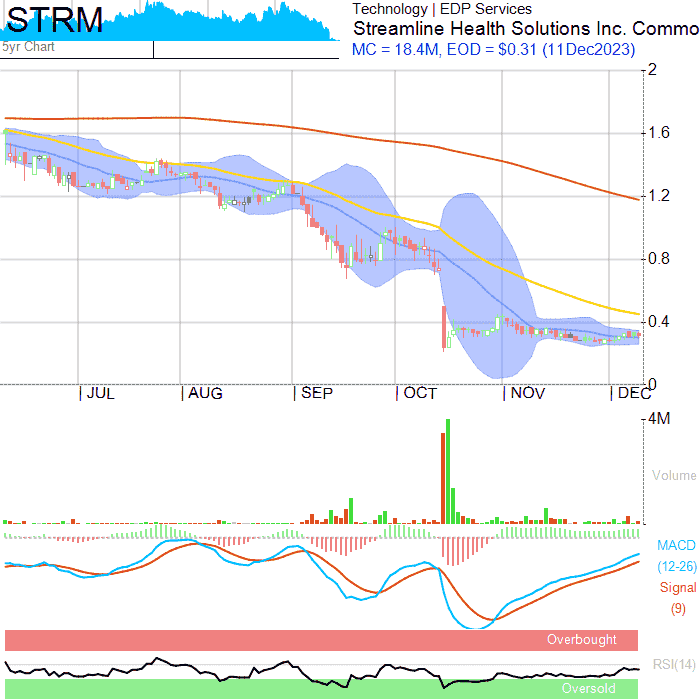 STRM
5yr Chart
Technology | EDP Services
Streamline Health Solutions Inc. Commo
MC = 18.4M, EOD = $0.31 (11Dec2023)
2
1.6
1.2
0.8
0.4
0
JUL
AUG
SEP
OCT
NOV
DEC
4M
Volume
MACD
(12-26)
Signal
(9)
Overbought
RSI(14)
Oversold